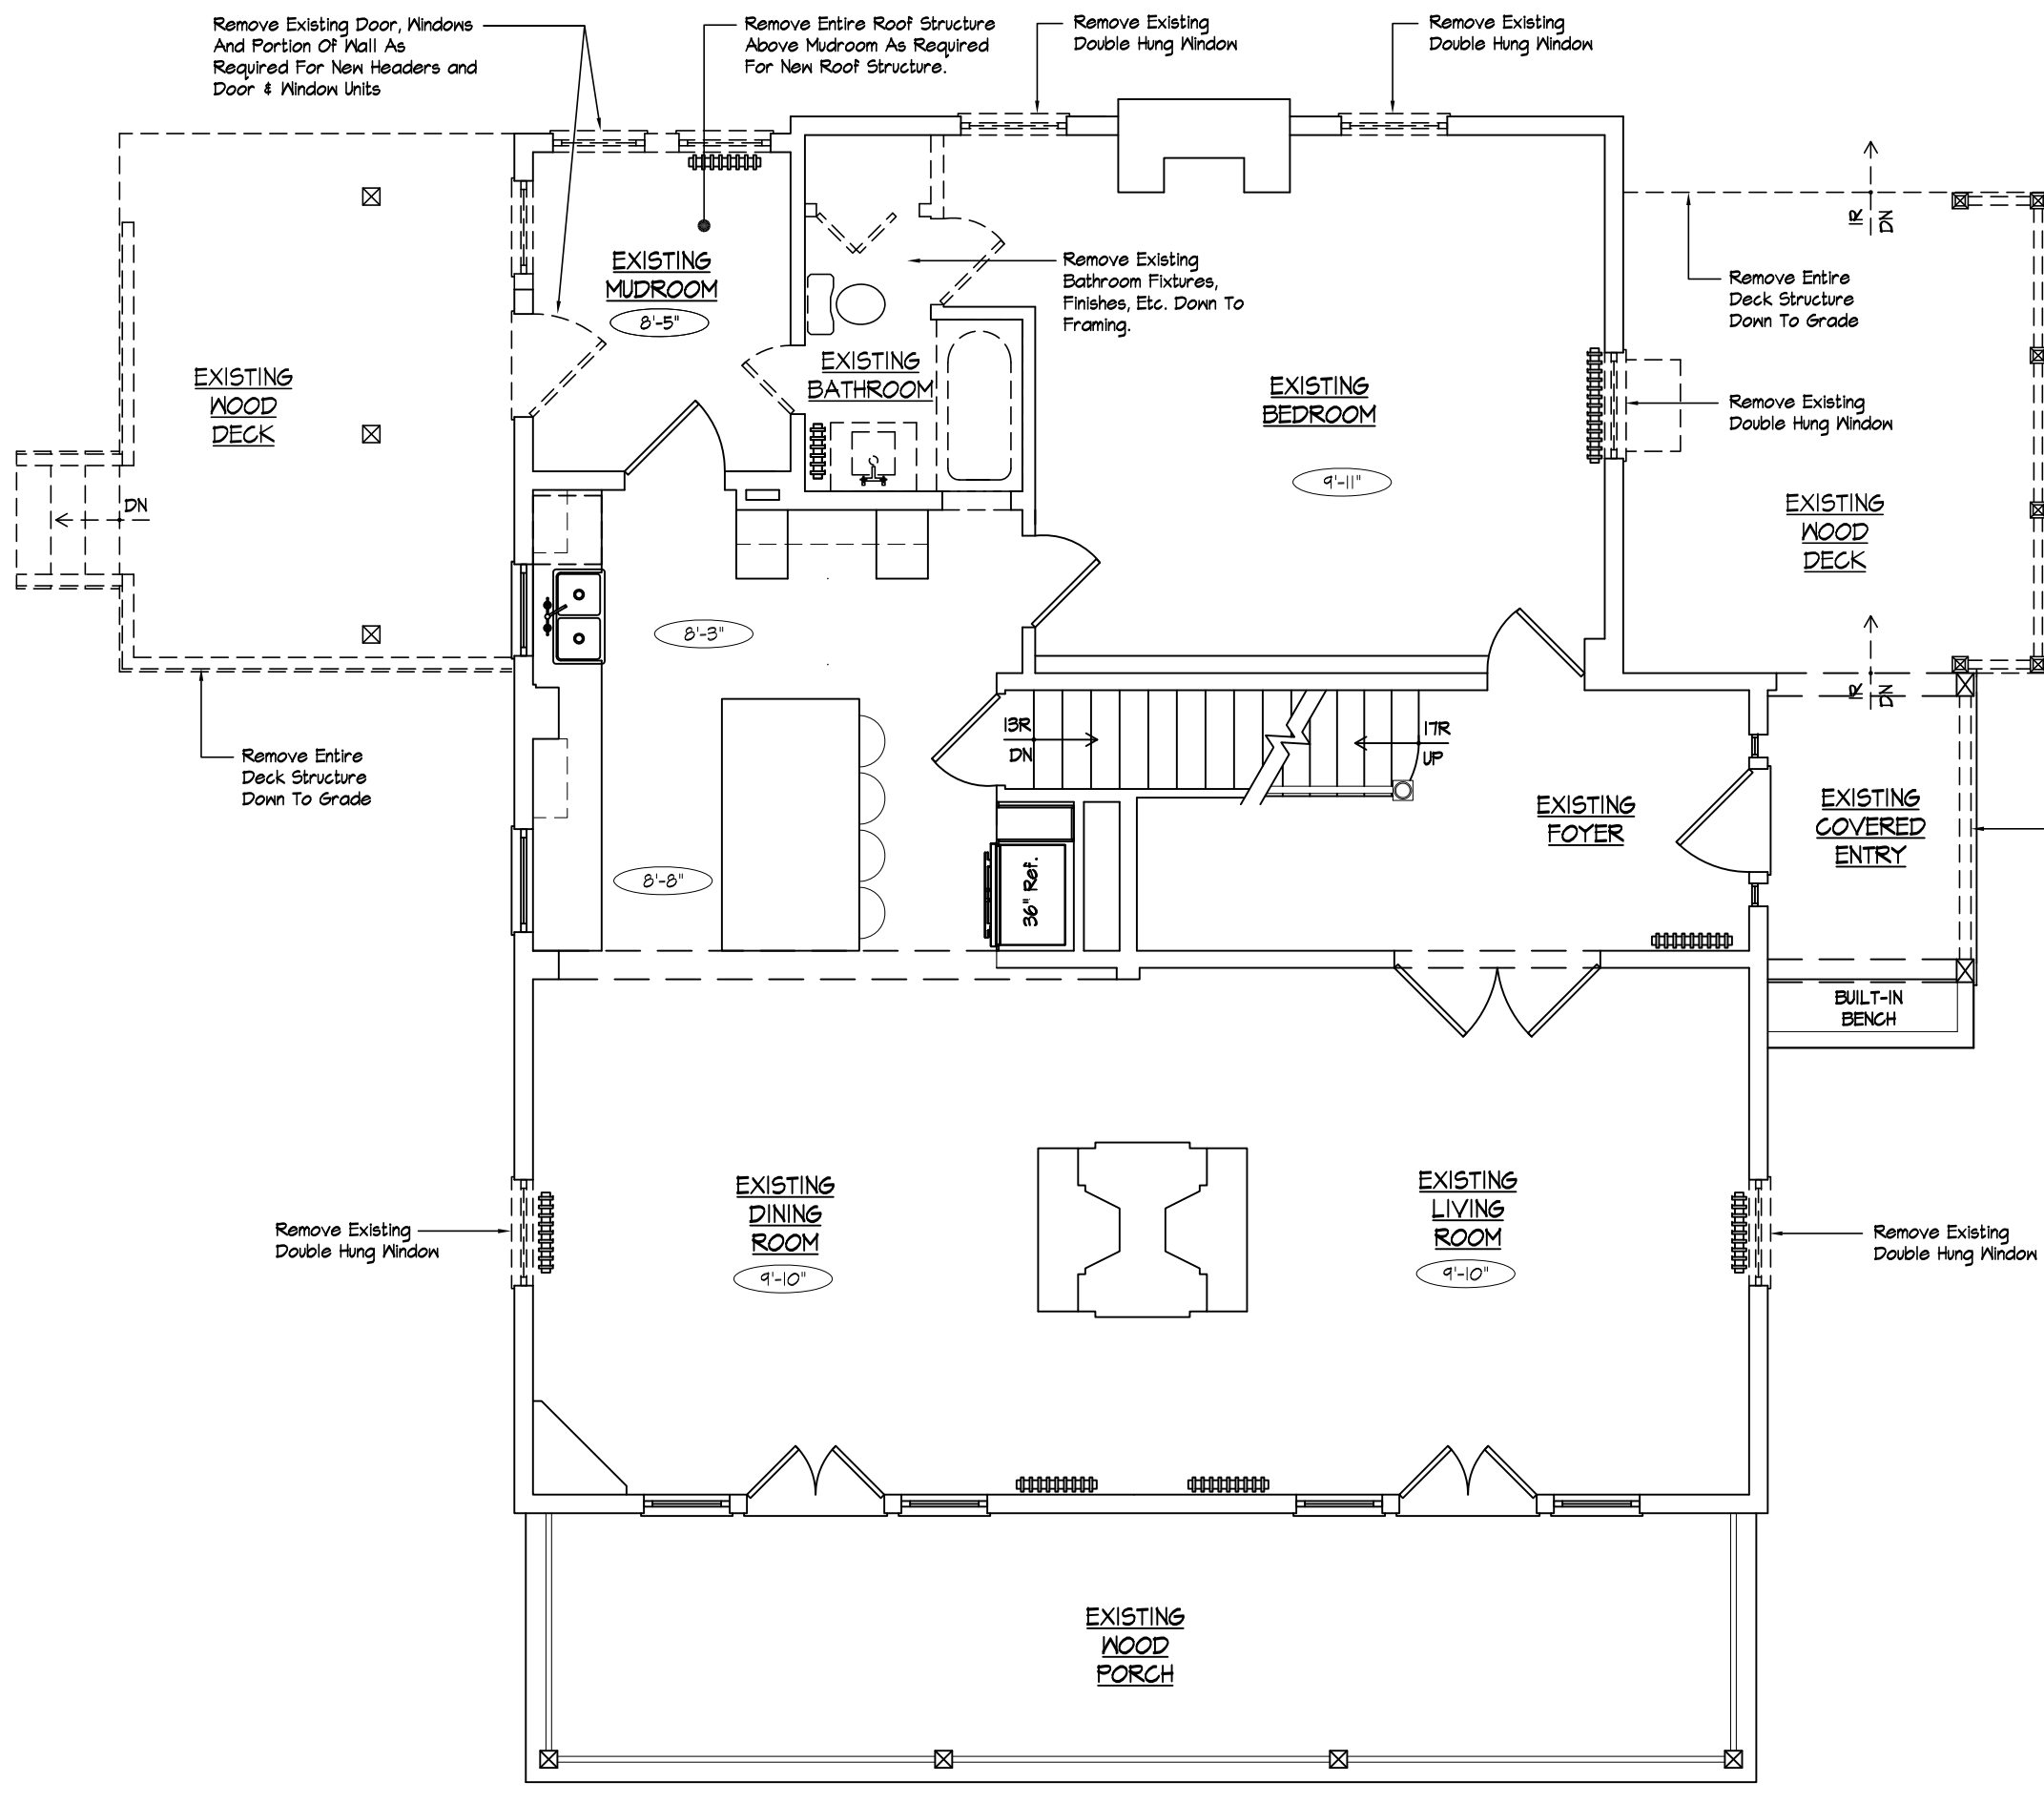 Remove Existing Door, Windows
And Portion Of Wall As
Required For New Headers and
Door & Window Units
Remove Entire Roof Structure
Above Mudroom As Required
For New Roof Structure.
Remove Existing
Double Hung Window
Remove Existing
Double Hung Window
EXISTING
MUDROOM
8'-5"
Remove Existing
Bathroom Fixtures,
Finishes, Etc. Down To
Framing.
1R
DN
Remove Entire
Deck Structure
Down To Grade
EXISTING
WOOD
DECK
EXISTING
BATHROOM
EXISTING
BEDROOM
9'-11"
Remove Existing
Double Hung Window
DN
EXISTING
WOOD
DECK
8'-3"
1R
DN
Remove Entire
Deck Structure
Down To Grade
13R
DN
17R
UP
EXISTING
FOYER
EXISTING
COVERED
ENTRY
8'-8"
36" Ref.
BUILT-IN
BENCH
Remove Existing
Double Hung Window
EXISTING
DINING
ROOM
9'-10"
EXISTING
LIVING
ROOM
9'-10"
Remove Existing
Double Hung Window
EXISTING
WOOD
PORCH